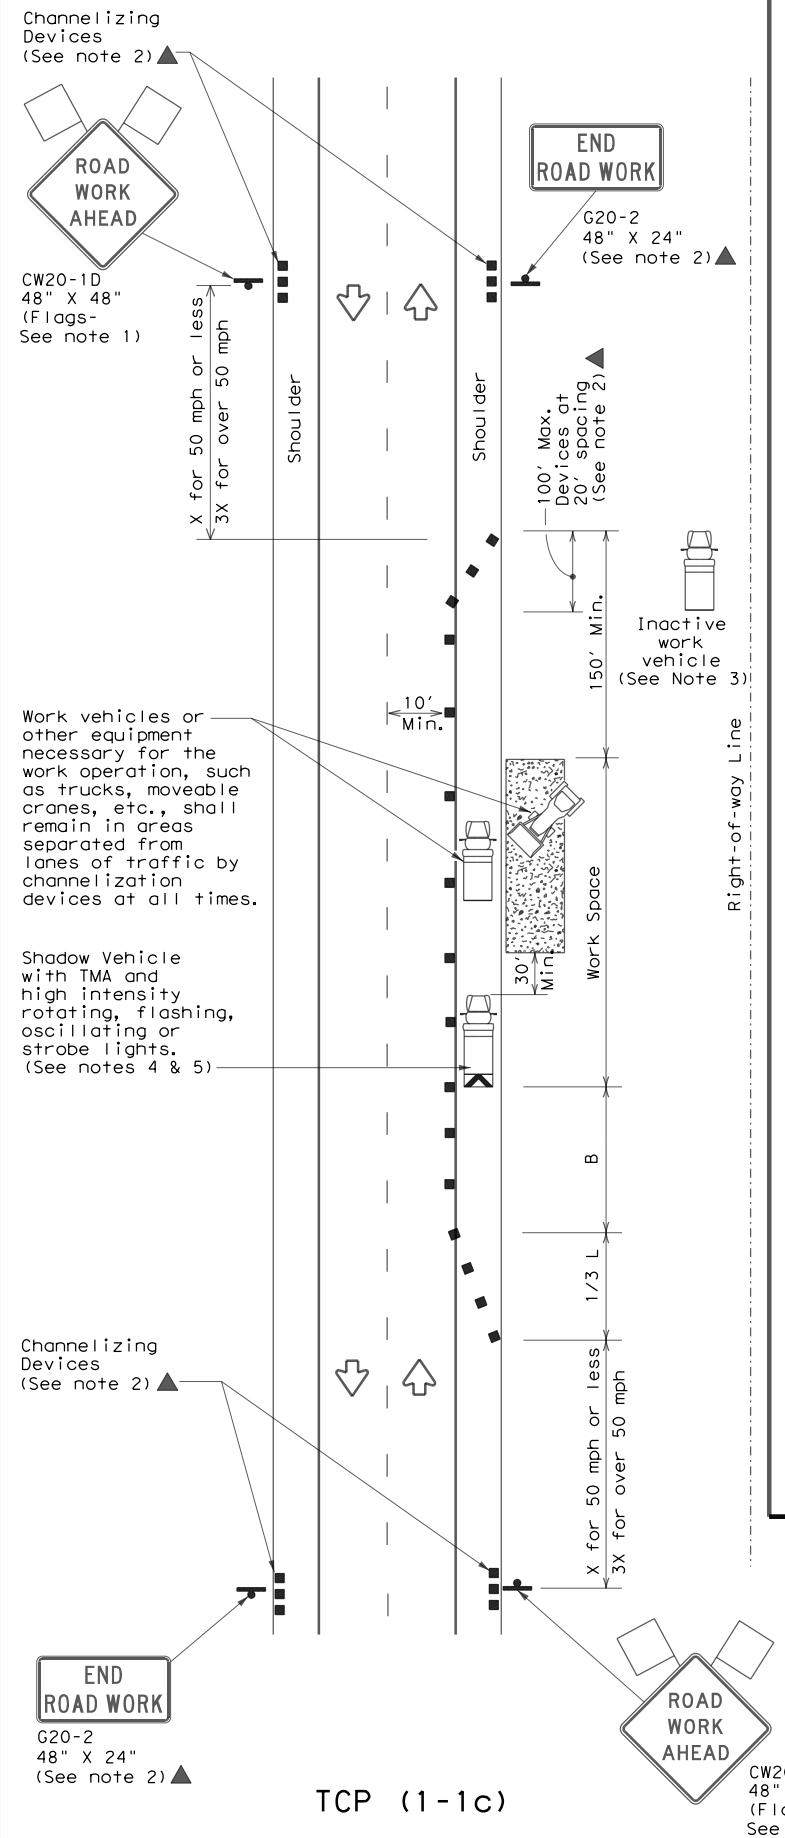 Channelizing
Devices
(See note 2)
ROAD
WORK
AHEAD
CW20-1D
48" X 48"
(Flags-
See note 1)
END
ROAD WORK
G20-2
48" X 24"
(See note 2)
X for 50 mph or less
3X for over 50 mph
Shoulder
Shoulder
100' Max.
Devices at
20' spacing
(See note 2)
150' Min.
Inactive
work
vehicle
(See Note 3)
10'
Min.
Work vehicles or
other equipment
necessary for the
work operation, such
as trucks, moveable
cranes, etc., shall
remain in areas
separated from
lanes of traffic by
channelization
devices at all times.
Right-of-way Line
Work Space
30'
Min.
Shadow Vehicle
with TMA and
high intensity
rotating, flashing,
oscillating or
strobe lights.
(See notes 4 & 5)
B
1/3 L
Channelizing
Devices
(See note 2)
X for 50 mph or less
3X for over 50 mph
END
ROAD WORK
G20-2
48" X 24"
(See note 2)
ROAD
WORK
AHEAD
48"
See
TCP (1-1c)